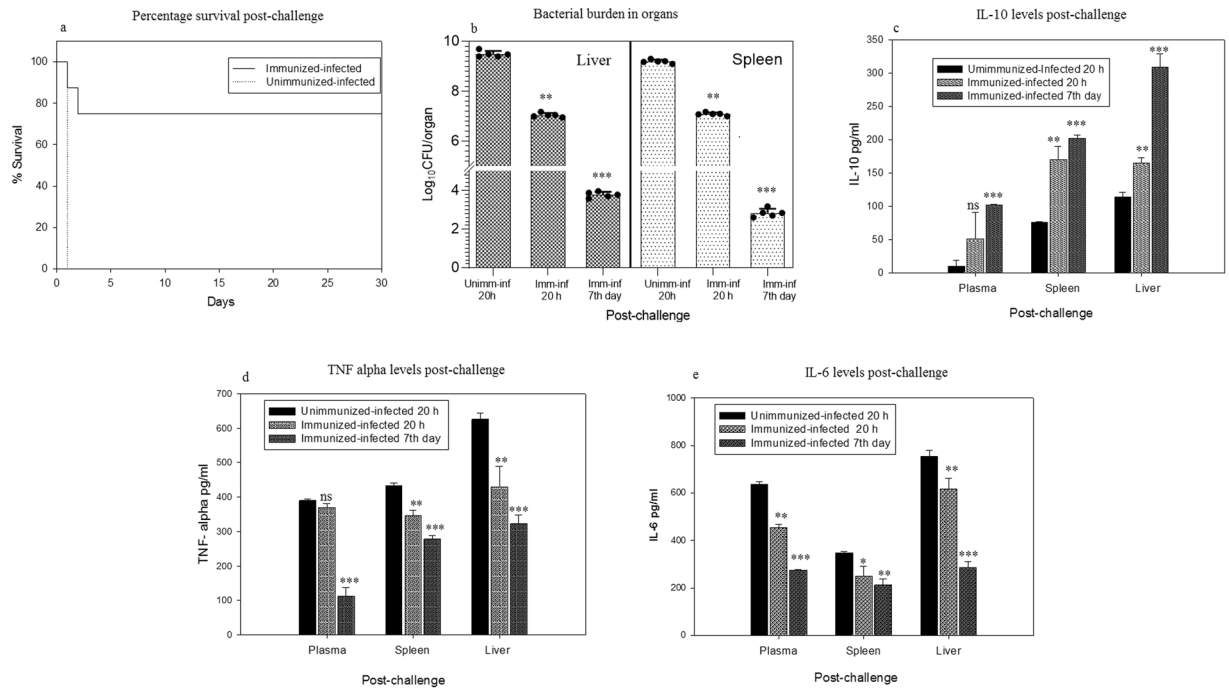 a
Percentage survival post-challenge
100
80
60
40
20
0
% Survival
Immunized-infected
Unimmunized-infected
0 5 10 15 20 25 30
Days
b
Bacterial burden in organs
10
8
6
4
2
0
Log10CFU/organ
Liver
Spleen
**
***
**
***
Unimm-inf 20h
Imm-inf 20 h
Imm-inf 7th day
Unimm-inf 20h
Imm-inf 20 h
Imm-inf 7th day
Post-challenge
c
IL-10 levels post-challenge
350
300
250
200
150
100
50
0
IL-10 pg/ml
Umimmunized-Infected 20 h
Immunized-infected 20 h
Immunized-infected 7th day
ns ***
** ***
** ***
Plasma Spleen Liver
Post-challenge
d
TNF alpha levels post-challenge
700
600
500
400
300
200
100
0
TNF- alpha pg/ml
Unimmunized-infected 20 h
Immunized-infected 20 h
Immunized-infected 7th day
ns ***
** ***
** ***
Plasma Spleen Liver
Post-challenge
e
IL-6 levels post-challenge
1000
800
600
400
200
0
IL-6 pg/ml
Unimmunized-infected 20 h
Immunized-infected 20 h
Immunized-infected 7th day
** ***
* **
** ***
Plasma Spleen Liver
Post-challenge